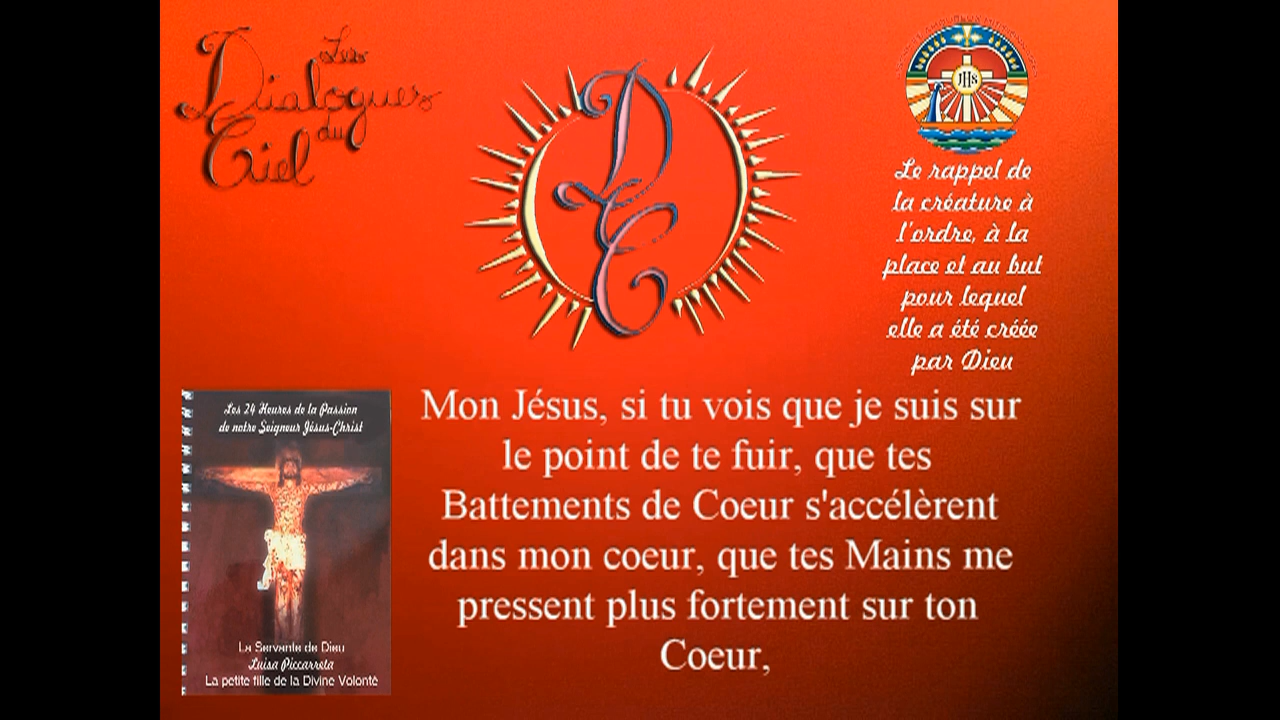 Les
Dialogues
du
Ciel
DC
JHS
Le rappel de
la créature à
l'ordre, à la
place et au but
pour lequel
elle a été créée
par Dieu
Les 24 Heures de la Passion
de notre Seigneur Jésus-Christ
La Servante de Dieu
Luisa Piccarreta
La petite fille de la Divine Volonté
Mon Jésus, si tu vois que je suis sur
le point de te fuir, que tes
Battements de Coeur s'accélèrent
dans mon coeur, que tes Mains me
pressent plus fortement sur ton
Coeur,